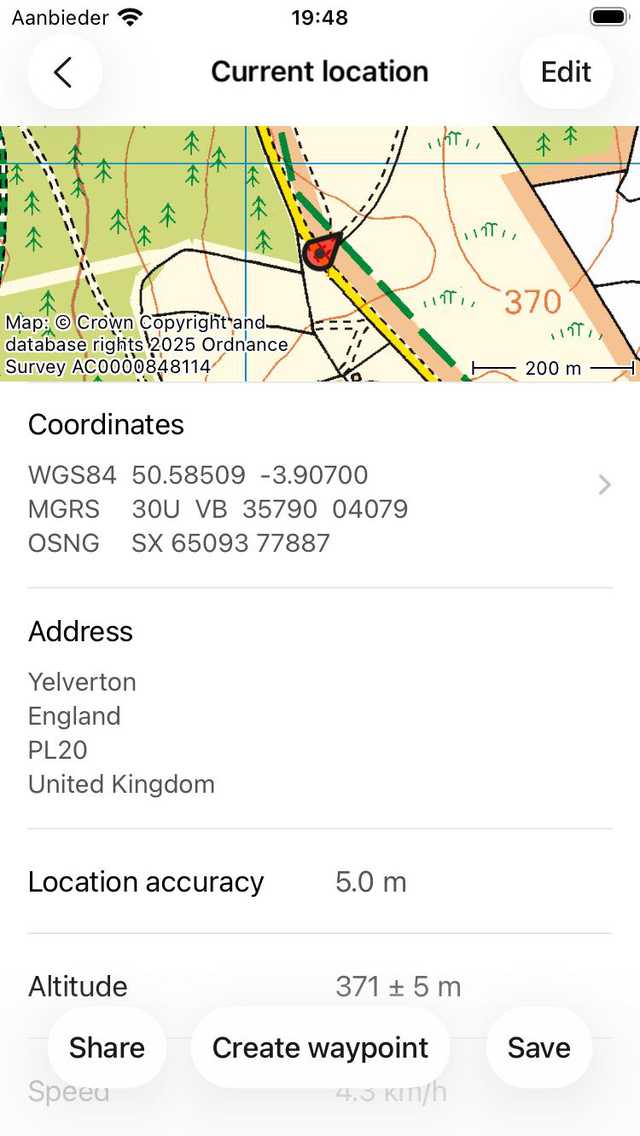 Aanbieder 19:48
Current location Edit
370
Map: © Crown Copyright and
database rights 2025 Ordnance
Survey AC0000848114
200 m
Coordinates
WGS84 50.58509 -3.90700
MGRS 30U VB 35790 04079
OSNG SX 65093 77887
Address
Yelverton
England
PL20
United Kingdom
Location accuracy 5.0 m
Altitude 371 ± 5 m
Share Create waypoint Save
Speed 4.3 km/h